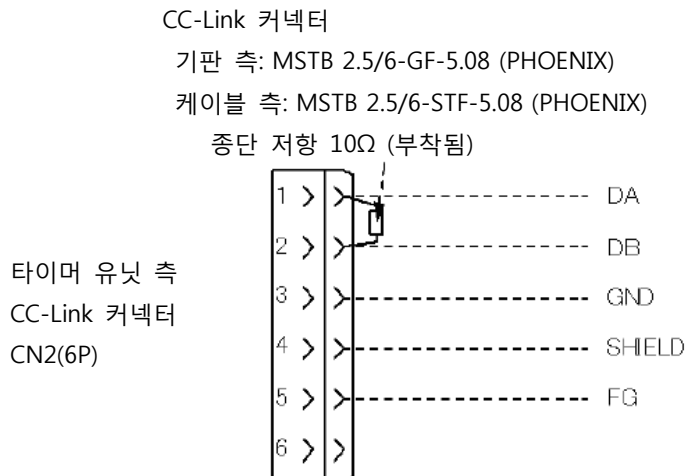 CC-Link 커넥터
기판 측: MSTB 2.5/6-GF-5.08 (PHOENIX)
케이블 측: MSTB 2.5/6-STF-5.08 (PHOENIX)
종단 저항 10Ω (부착됨)
1 DA
2 DB
타이머 유닛 측
3 GND
CC-Link 커넥터
4 SHIELD
CN2(6P)
5 FG
6